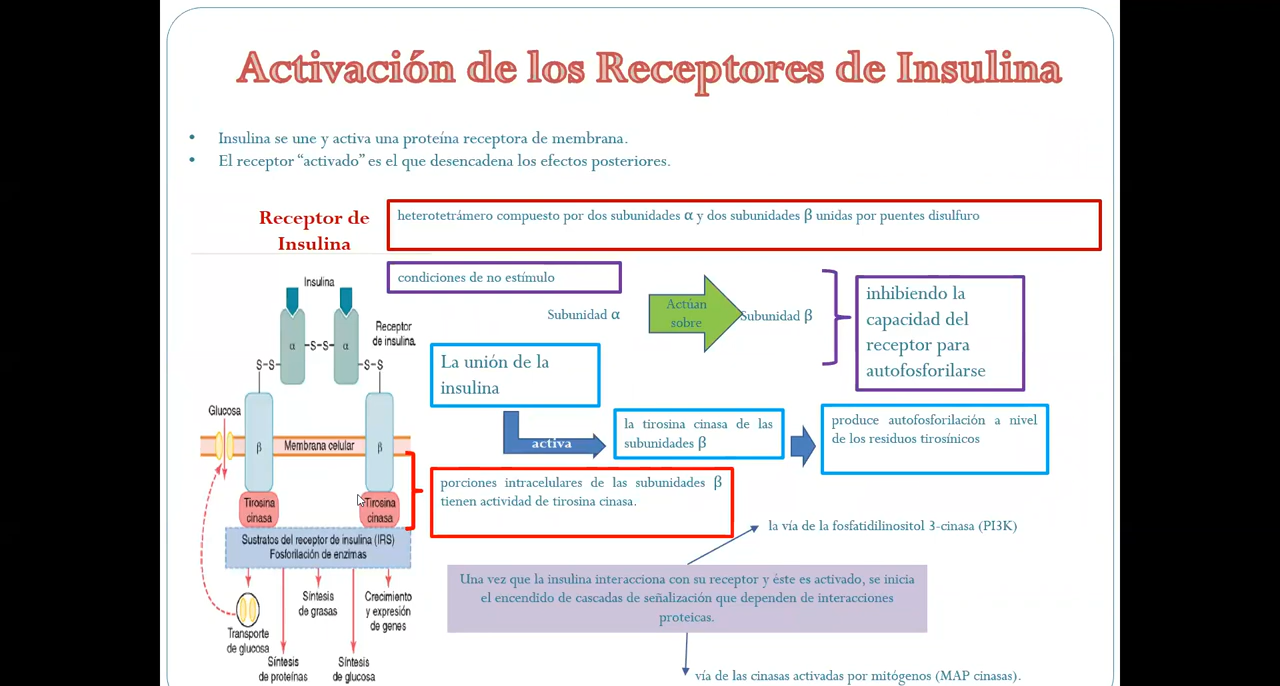 Activación de los Receptores de Insulina
• Insulina se une y activa una proteína receptora de membrana.
• El receptor “activado” es el que desencadena los efectos posteriores.
Receptor de
Insulina
heterotetrámero compuesto por dos subunidades α y dos subunidades β unidas por puentes disulfuro
condiciones de no estímulo
Subunidad α
Actúan
sobre
Subunidad β
inhibiendo la
capacidad del
receptor para
autofosforilarse
La unión de la
insulina
activa
la tirosina cinasa de las
subunidades β
produce autofosforilación a nivel
de los residuos tirosínicos
porciones intracelulares de las subunidades β
tienen actividad de tirosina cinasa.
la vía de la fosfatidilinositol 3-cinasa (PI3K)
Una vez que la insulina interacciona con su receptor y éste es activado, se inicia
el encendido de cascadas de señalización que dependen de interacciones
proteicas.
vía de las cinasas activadas por mitógenos (MAP cinasas).
Insulina
α
–S–S–
α
Receptor
de insulina
S–S
S–S
Glucosa
β
Membrana celular
β
Tirosina
cinasa
Tirosina
cinasa
Sustratos del receptor de insulina (IRS)
Fosforilación de enzimas
Transporte
de glucosa
Síntesis
de proteínas
Síntesis
de grasas
Síntesis
de glucosa
Crecimiento
y expresión
de genes